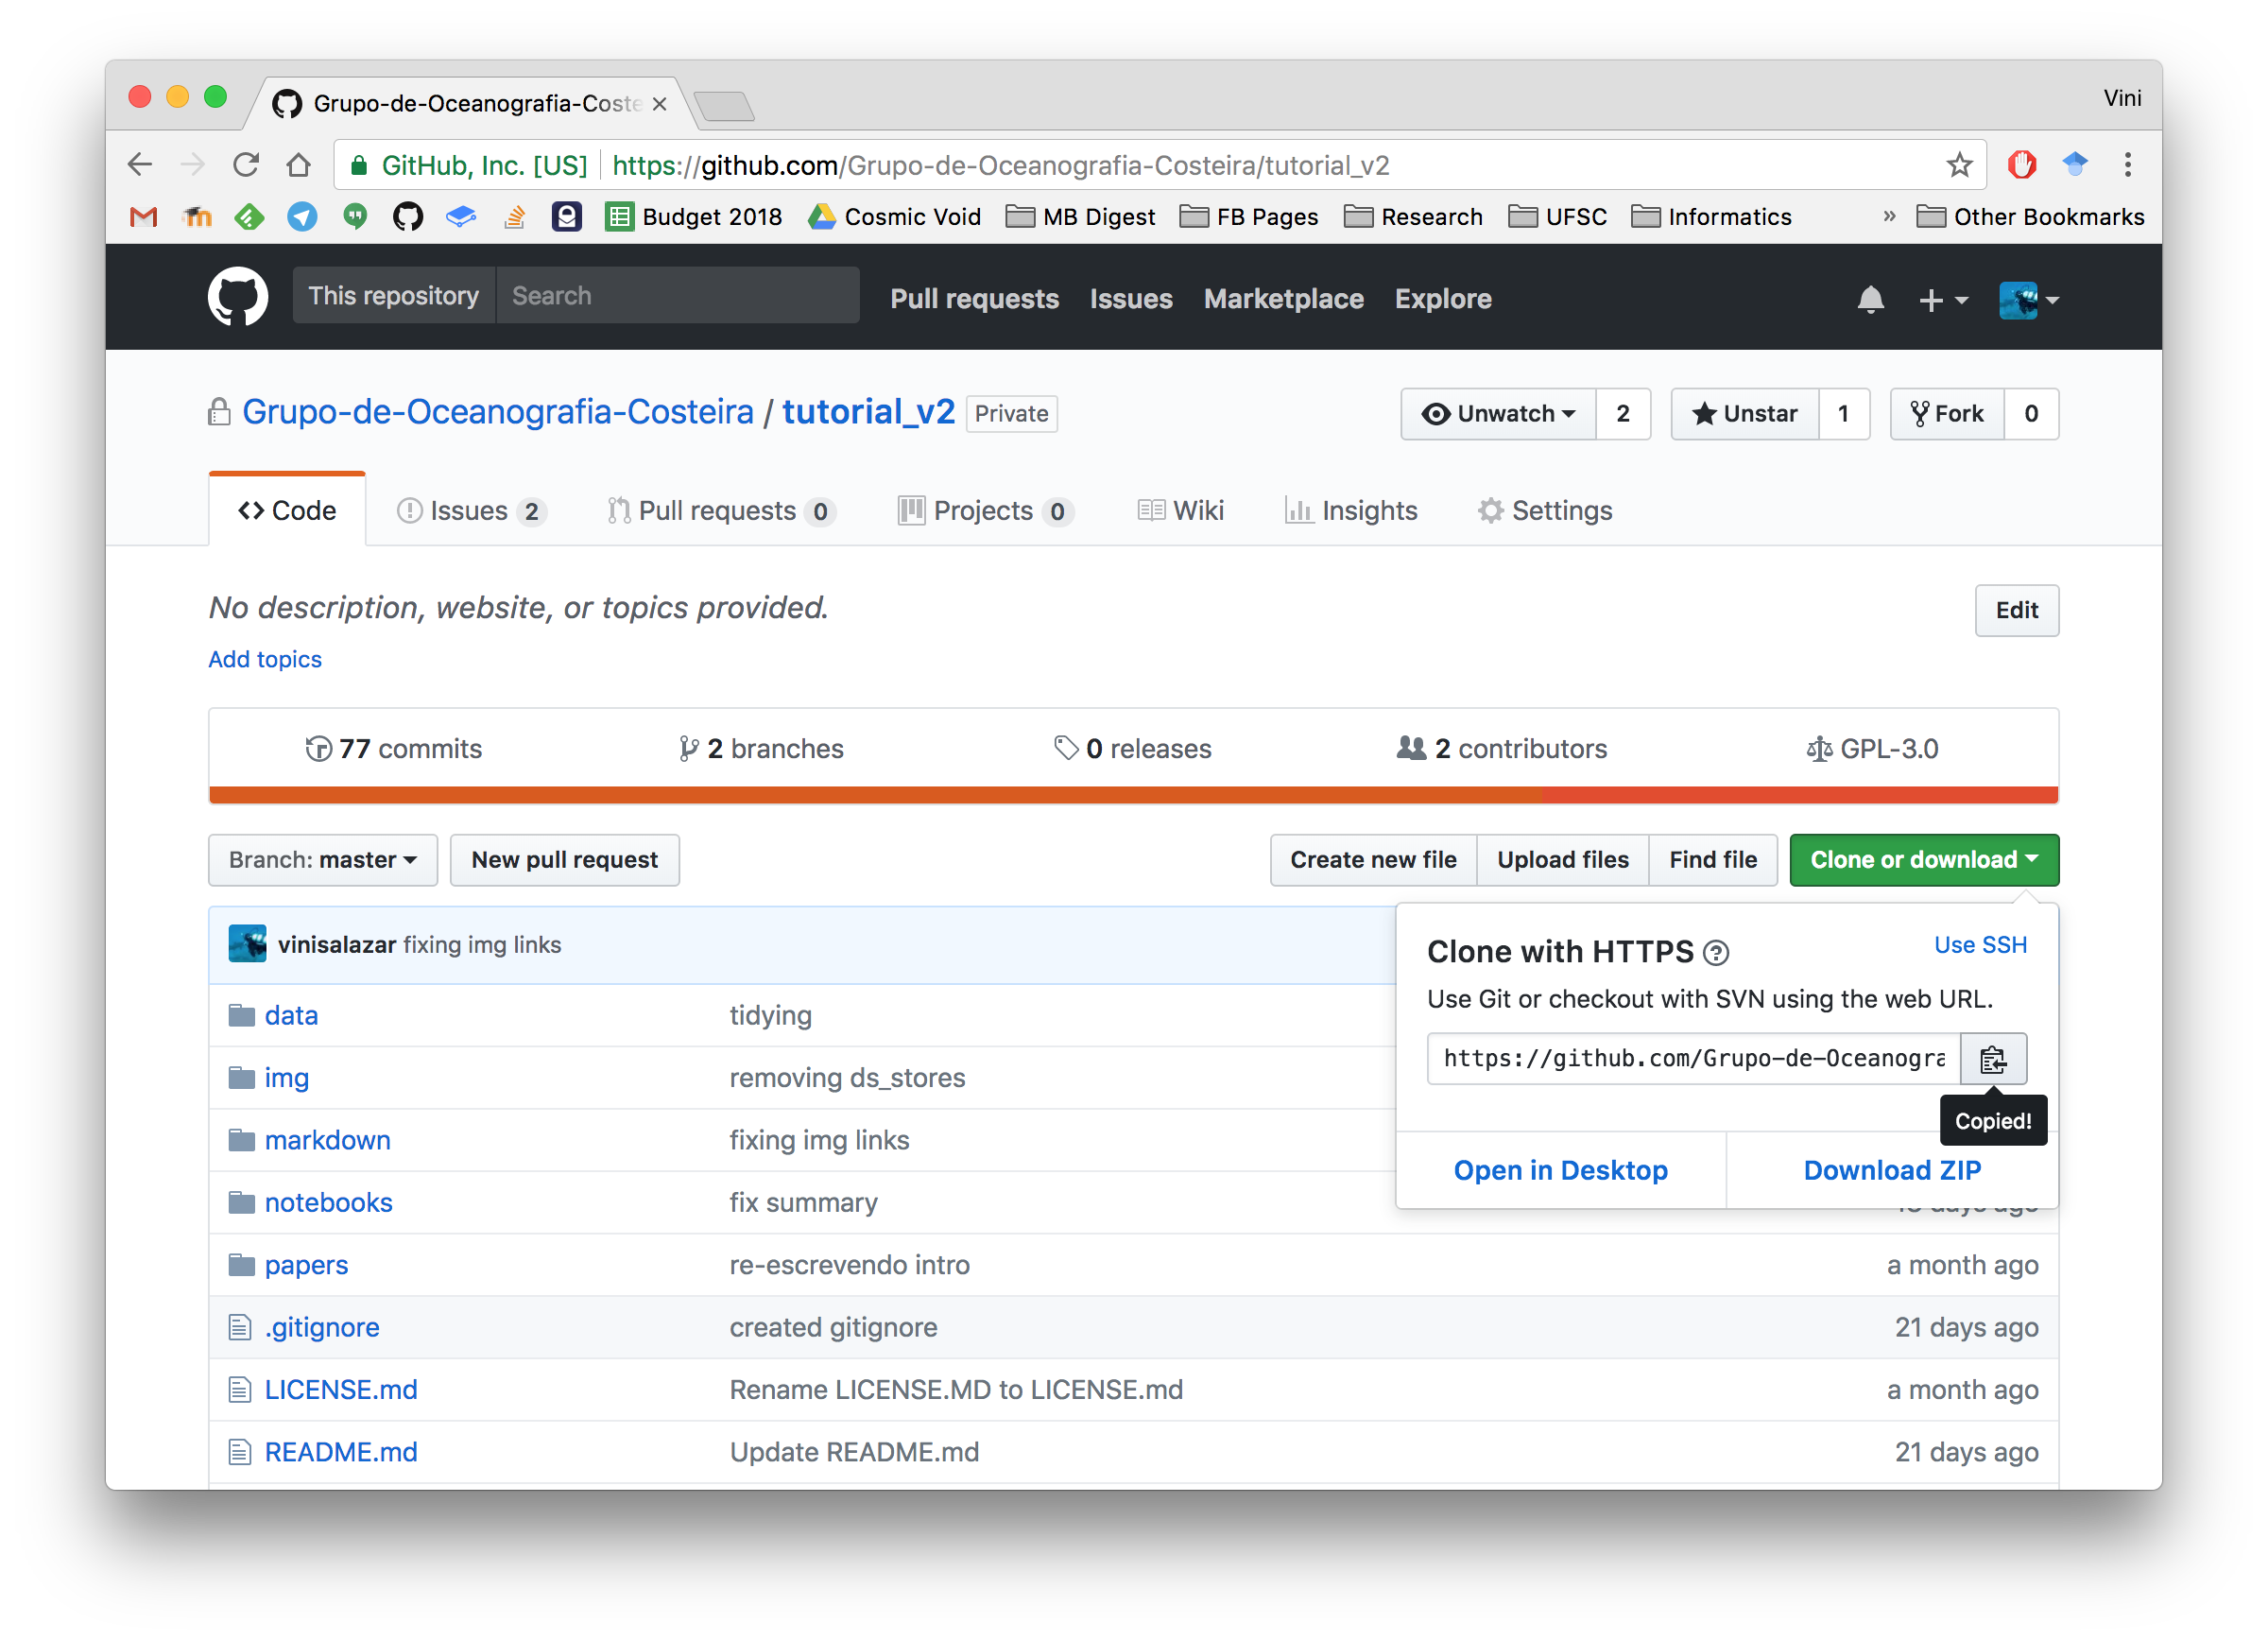 Grupo-de-Oceanografia-Coste
Vini
GitHub, Inc. [US] https://github.com/Grupo-de-Oceanografia-Costeira/tutorial_v2
Budget 2018 Cosmic Void MB Digest FB Pages Research UFSC Informatics » Other Bookmarks
This repository Search Pull requests Issues Marketplace Explore
Grupo-de-Oceanografia-Costeira / tutorial_v2 Private Unwatch 2 Unstar 1 Fork 0
Code Issues 2 Pull requests 0 Projects 0 Wiki Insights Settings
No description, website, or topics provided. Edit
Add topics
77 commits 2 branches 0 releases 2 contributors GPL-3.0
Branch: master New pull request Create new file Upload files Find file Clone or download
vinisalazar fixing img links
Clone with HTTPS Use SSH
Use Git or checkout with SVN using the web URL.
https://github.com/Grupo-de-Oceanogra
Copied!
Open in Desktop Download ZIP
data tidying
img removing ds_stores
markdown fixing img links
notebooks fix summary days ago
papers re-escrevendo intro a month ago
.gitignore created gitignore 21 days ago
LICENSE.md Rename LICENSE.MD to LICENSE.md a month ago
README.md Update README.md 21 days ago